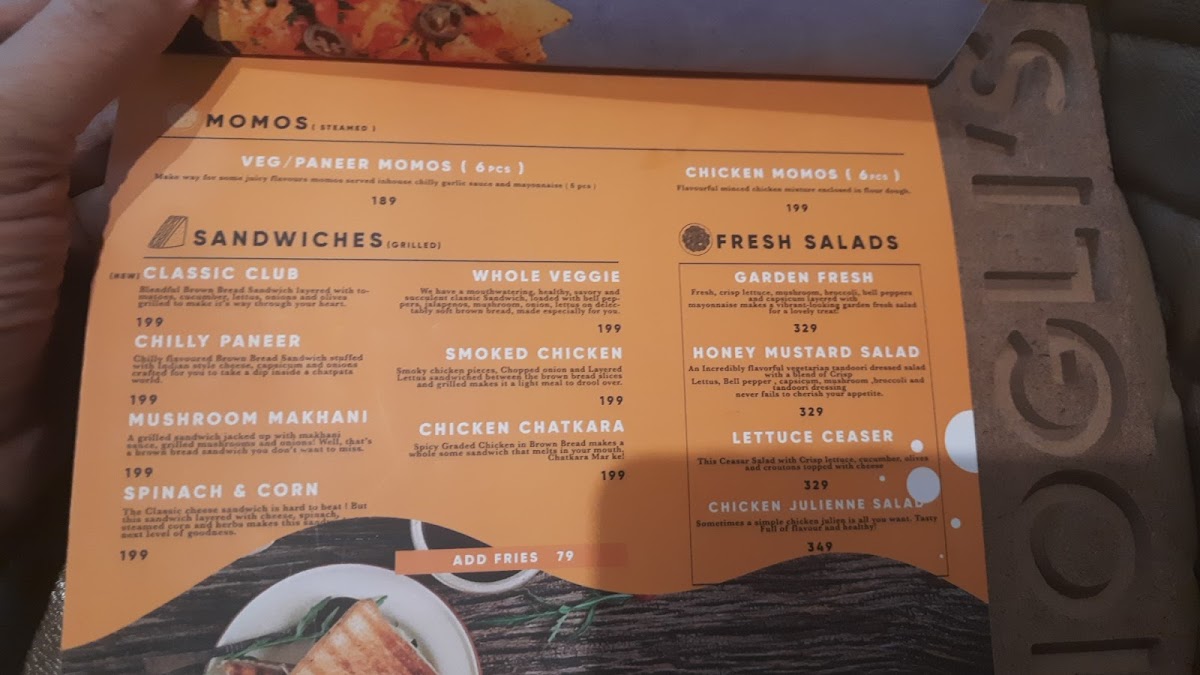 MOMOS ( STEAMED )
VEG/PANEER MOMOS ( 6PCS )
Make way for some juicy flavours momos served inhouse chilly garlic sauce and mayonnaise ( 6 pcs )
189
CHICKEN MOMOS ( 6PCS )
Flavourful minced chicken mixture enclosed in flour dough.
199
SANDWICHES (GRILLED)
(NEW) CLASSIC CLUB
Blendful Brown Bread Sandwich layered with to-
matoes, cucumber, lettus, onions and olives
grilled to make it's way through your heart.
199
CHILLY PANEER
Chilly flavoured Brown Bread Sandwich stuffed
with Indian style cheese, capsicum and onions
crafted for you to take a dip inside a chatpata
world.
199
MUSHROOM MAKHANI
A grilled sandwich jacked up with makhani
sauce, grilled mushrooms and onions! Well, that's
a brown bread sandwich you don't want to miss.
199
SPINACH & CORN
The Classic cheese sandwich is hard to beat ! But
this sandwich layered with cheese, spinach,
steamed corn and herbs makes this sand
next level of goodness.
199
WHOLE VEGGIE
We have a mouthwatering, healthy, savory and
succulent classic Sandwich, loaded with bell pep-
pers, jalapenos, mushroom, onion, lettus on delec-
tably soft brown bread, made especially for you.
199
SMOKED CHICKEN
Smoky chicken pieces, Chopped onion and Layered
Lettus sandwiched between the brown bread slices
and grilled makes it a light meal to drool over.
199
CHICKEN CHATKARA
Spicy Graded Chicken in Brown Bread makes a
whole some sandwich that melts in your mouth.
Chatkara Mar ke!
199
ADD FRIES 79
FRESH SALADS
GARDEN FRESH
Fresh, crisp lettuce, mushroom, broccoli, bell peppers
and capsicum layered with
mayonnaise makes a vibrant-looking garden fresh salad
for a lovely treat!
329
HONEY MUSTARD SALAD
An Incredibly flavorful vegetarian tandoori dressed salad
with a blend of Crisp
Lettus, Bell pepper , capsicum, mushroom ,broccoli and
tandoori dressing
never fails to cherish your appetite.
329
LETTUCE CEASER
This Ceasar Salad with Crisp lettuce, cucumber, olives
and croutons topped with cheese
329
CHICKEN JULIENNE SALAD
Sometimes a simple chicken julien is all you want. Tasty
Full of flavour and healthy!
349
JOGLI'S